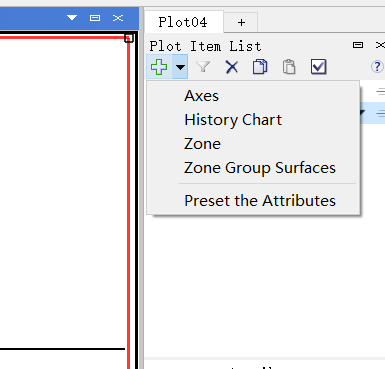 Plot04
+
Plot Item List
Axes
History Chart
Zone
Zone Group Surfaces
Preset the Attributes